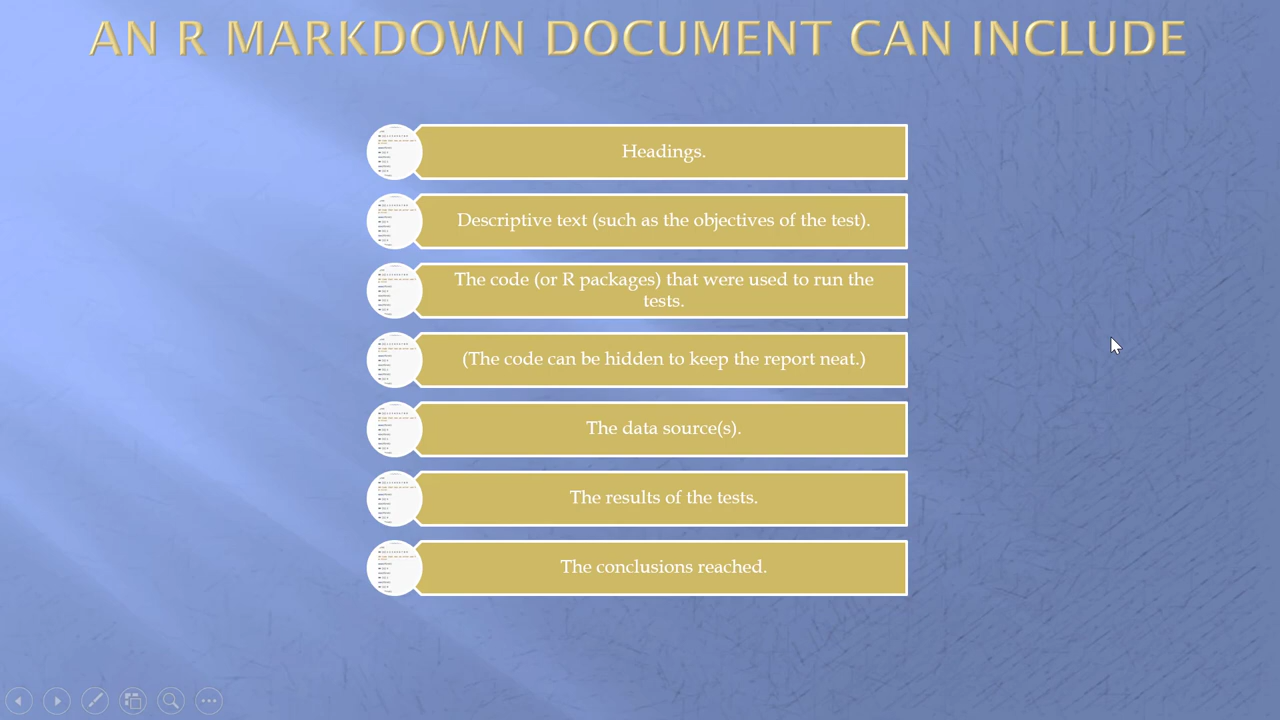 AN R MARKDOWN DOCUMENT CAN INCLUDE
Headings.
Descriptive text (such as the objectives of the test).
The code (or R packages) that were used to run the
tests.
(The code can be hidden to keep the report neat.)
The data source(s).
The results of the tests.
The conclusions reached.